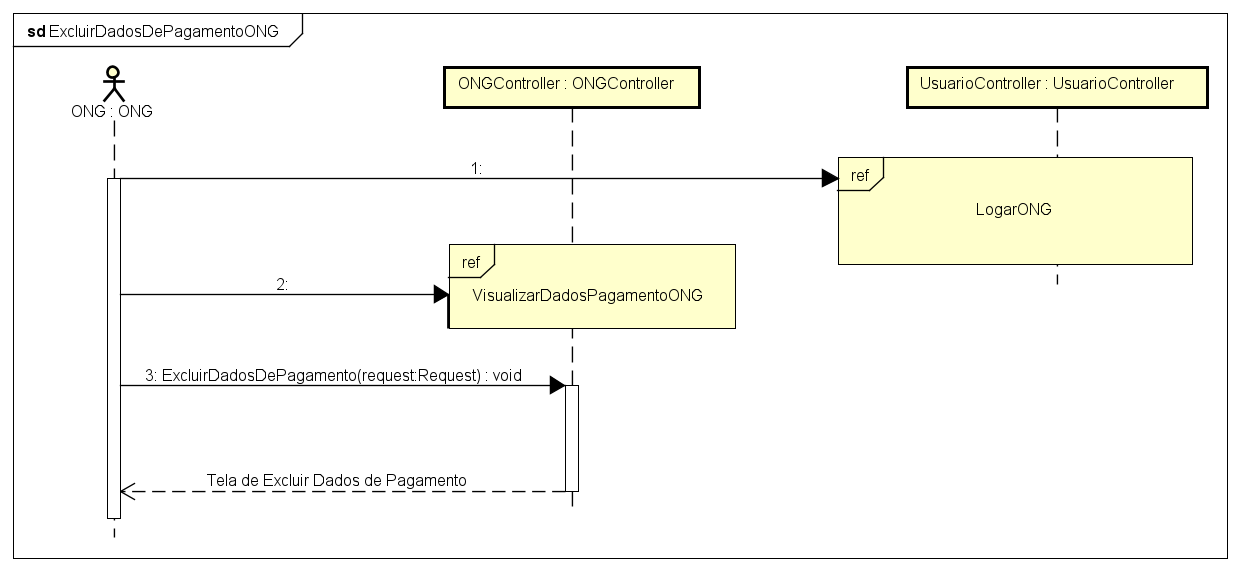 sd ExcluirDadosDePagamentoONG
ONG : ONG
ONGController : ONGController
UsuarioController : UsuarioController
1:
ref
LogarONG
ref
2:
VisualizarDadosPagamentoONG
3: ExcluirDadosDePagamento(request:Request) : void
Tela de Excluir Dados de Pagamento